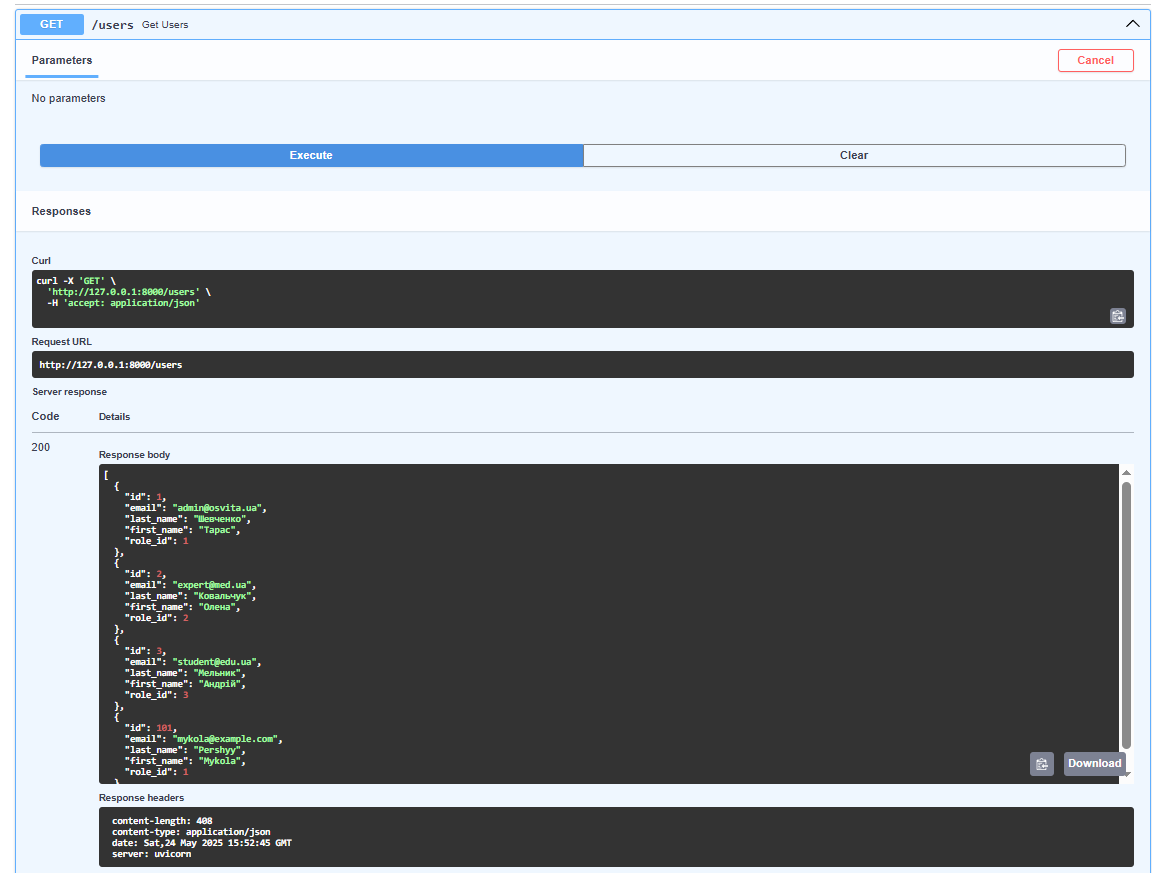 GET /users Get Users
Parameters
Cancel
No parameters
Execute
Clear
Responses
Curl
curl -X 'GET' \
'http://127.0.0.1:8000/users' \
-H 'accept: application/json'
Request URL
http://127.0.0.1:8000/users
Server response
Code Details
200
Response body
[
{
"id": 1,
"email": "admin@osvita.ua",
"last_name": "Шевченко",
"first_name": "Тарас",
"role_id": 1
},
{
"id": 2,
"email": "expert@med.ua",
"last_name": "Ковальчук",
"first_name": "Олена",
"role_id": 2
},
{
"id": 3,
"email": "student@edu.ua",
"last_name": "Мельник",
"first_name": "Андрій",
"role_id": 3
},
{
"id": 101,
"email": "mykola@example.com",
"last_name": "Pershyy",
"first_name": "Mykola",
"role_id": 1
}
Download
Response headers
content-length: 408
content-type: application/json
date: Sat,24 May 2025 15:52:45 GMT
server: uvicorn